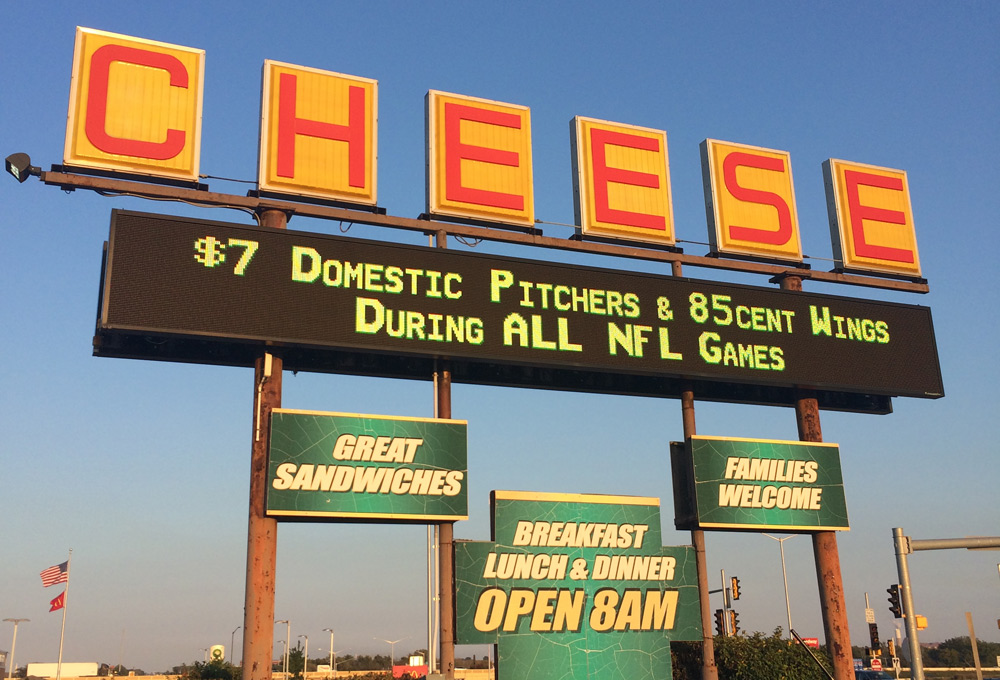 CHEESE
$7 DOMESTIC PITCHERS & 85CENT WINGS
DURING ALL NFL GAMES
GREAT
SANDWICHES
FAMILIES
WELCOME
BREAKFAST
LUNCH & DINNER
OPEN 8AM